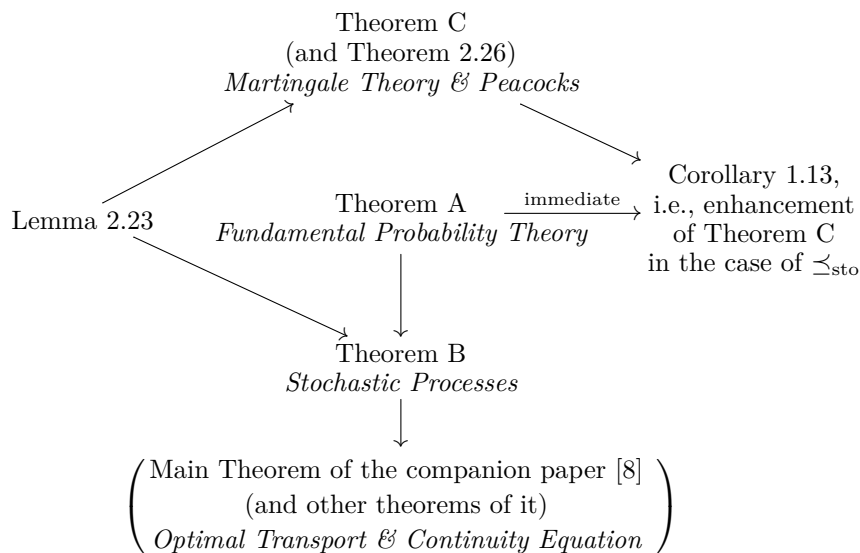 Theorem C
(and Theorem 2.26)
Martingale Theory & Peacocks
Lemma 2.23
Theorem A
Fundamental Probability Theory
immediate
Corollary 1.13,
i.e., enhancement
of Theorem C
in the case of ⪯sto
Theorem B
Stochastic Processes
Main Theorem of the companion paper [8]
(and other theorems of it)
Optimal Transport & Continuity Equation